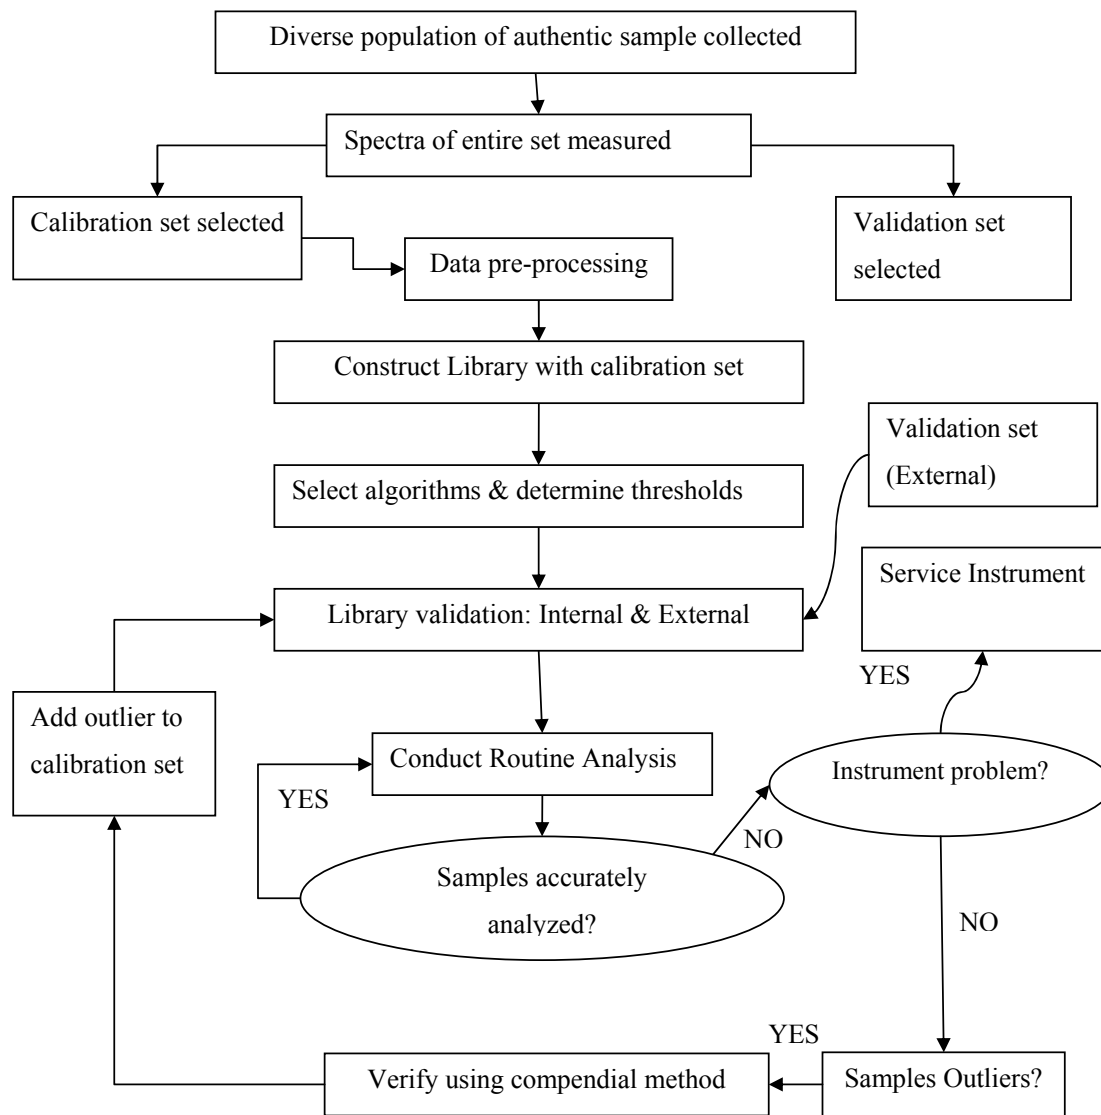 Diverse population of authentic sample collected
Spectra of entire set measured
Calibration set selected
Validation set
selected
Data pre-processing
Construct Library with calibration set
Validation set
(External)
Select algorithms & determine thresholds
Service Instrument
Library validation: Internal & External
YES
Add outlier to
calibration set
Conduct Routine Analysis
Instrument problem?
YES
NO
Samples accurately
analyzed?
NO
YES
Verify using compendial method
Samples Outliers?